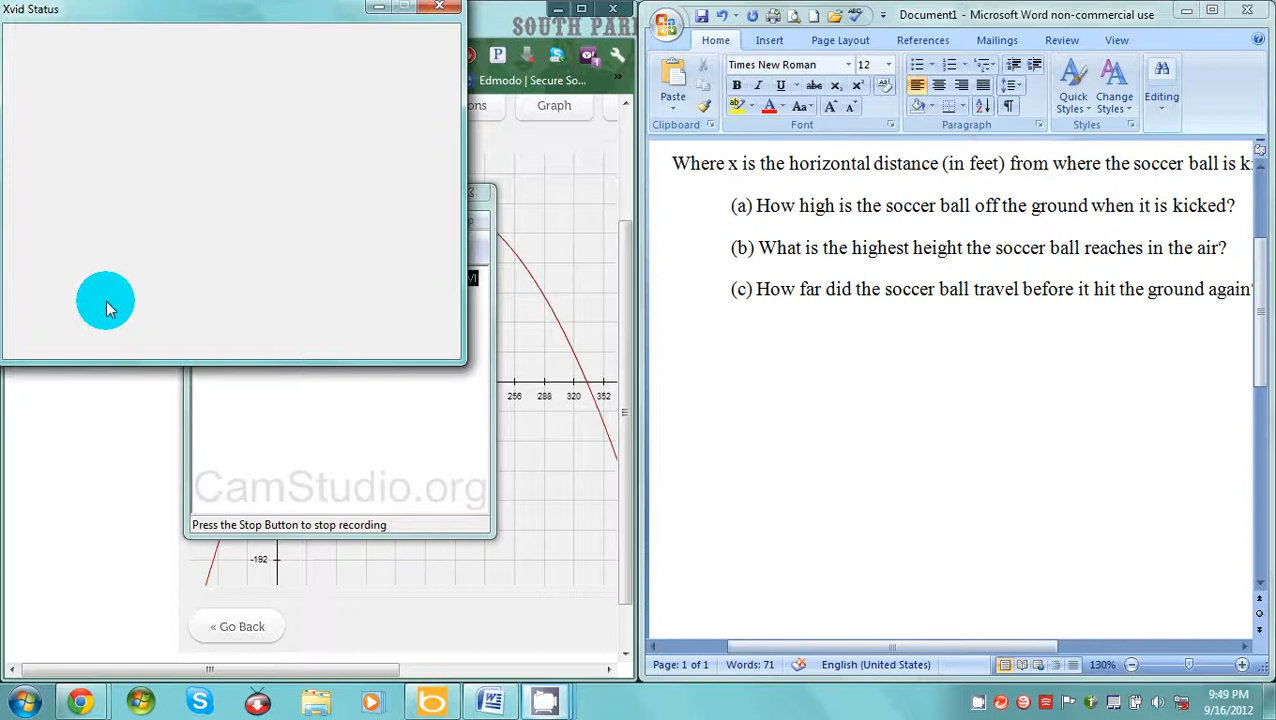 Xvid Status
SOUTH PAR
Edmodo | Secure So...
»
ons
Graph
256 288 320 352
-192
CamStudio.org
Press the Stop Button to stop recording
« Go Back
Document1 - Microsoft Word non-commercial use
Home Insert Page Layout References Mailings Review View
Times New Roman 12
Paste
Quick Styles
Change Styles
Editing
Clipboard Font Paragraph Styles
Where x is the horizontal distance (in feet) from where the soccer ball is k
(a) How high is the soccer ball off the ground when it is kicked?
(b) What is the highest height the soccer ball reaches in the air?
(c) How far did the soccer ball travel before it hit the ground again
Page: 1 of 1 Words: 71 English (United States) 130%
9:49 PM
9/16/2012